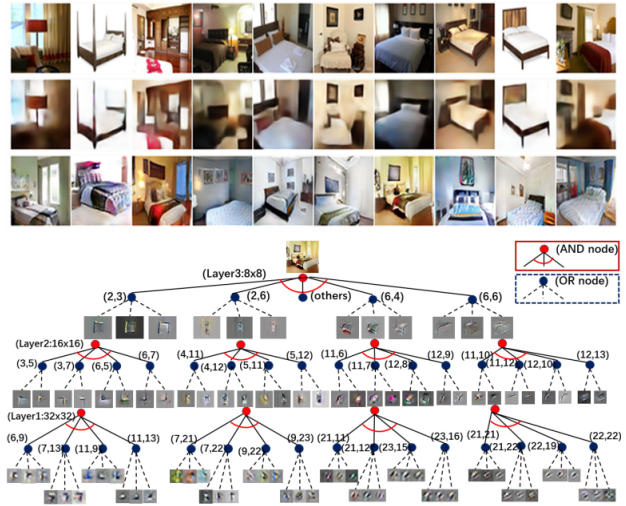 (AND node)
(Layer3:8x8)
(OR node)
(2,3) (2,6) (others) (6,4) (6,6)
(Layer2:16x16)
(3,5) (3,7) (6,5) (6,7) (4,11) (4,12) (5,11) (5,12) (11,6) (11,7) (12,8) (12,9) (11,10) (11,12) (12,10) (12,13)
(Layer1:32x32)
(6,9) (7,13) (11,9) (11,13) (7,21) (7,22) (9,22) (9,23) (21,11) (21,12) (23,15) (23,16) (21,21) (21,22) (22,19) (22,22)